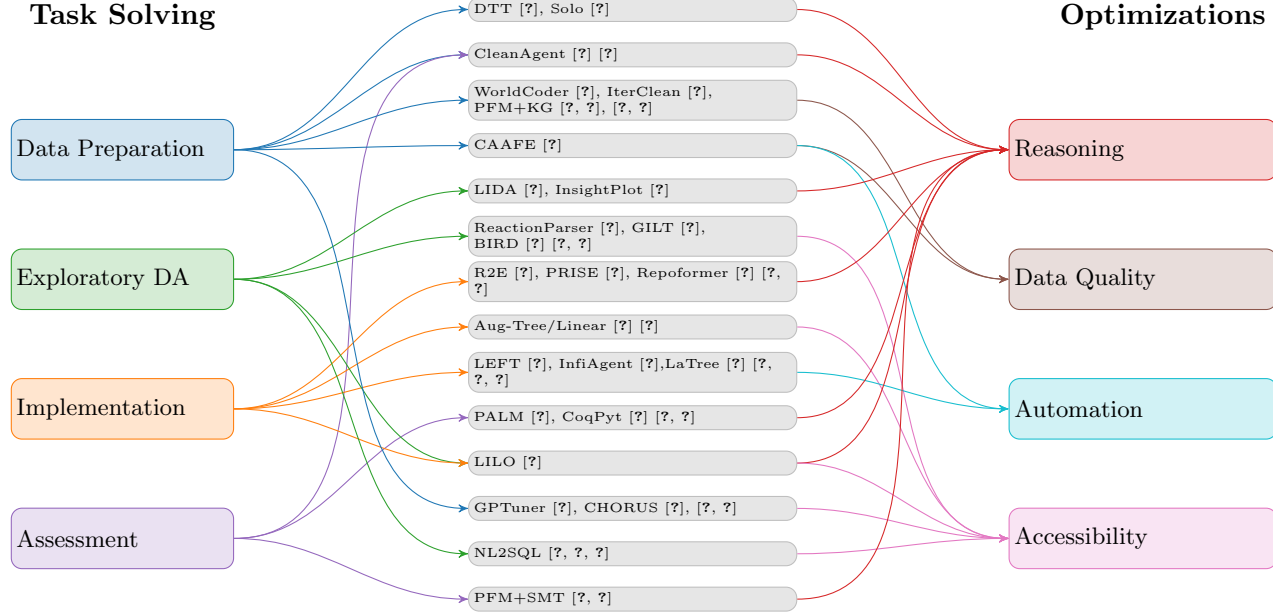 Task Solving
Optimizations
Data Preparation
Exploratory DA
Implementation
Assessment
DTT [?], Solo [?]
CleanAgent [?] [?]
WorldCoder [?], IterClean [?],
PFM+KG [?, ?], [?, ?]
CAAFE [?]
LIDA [?], InsightPlot [?]
ReactionParser [?], GILT [?],
BIRD [?] [?, ?]
R2E [?], PRISE [?], Repoformer [?] [?,
?]
Aug-Tree/Linear [?] [?]
LEFT [?], InfiAgent [?],LaTree [?] [?,
?, ?]
PALM [?], CoqPyt [?] [?, ?]
LILO [?]
GPTuner [?], CHORUS [?], [?, ?]
NL2SQL [?, ?, ?]
PFM+SMT [?, ?]
Reasoning
Data Quality
Automation
Accessibility